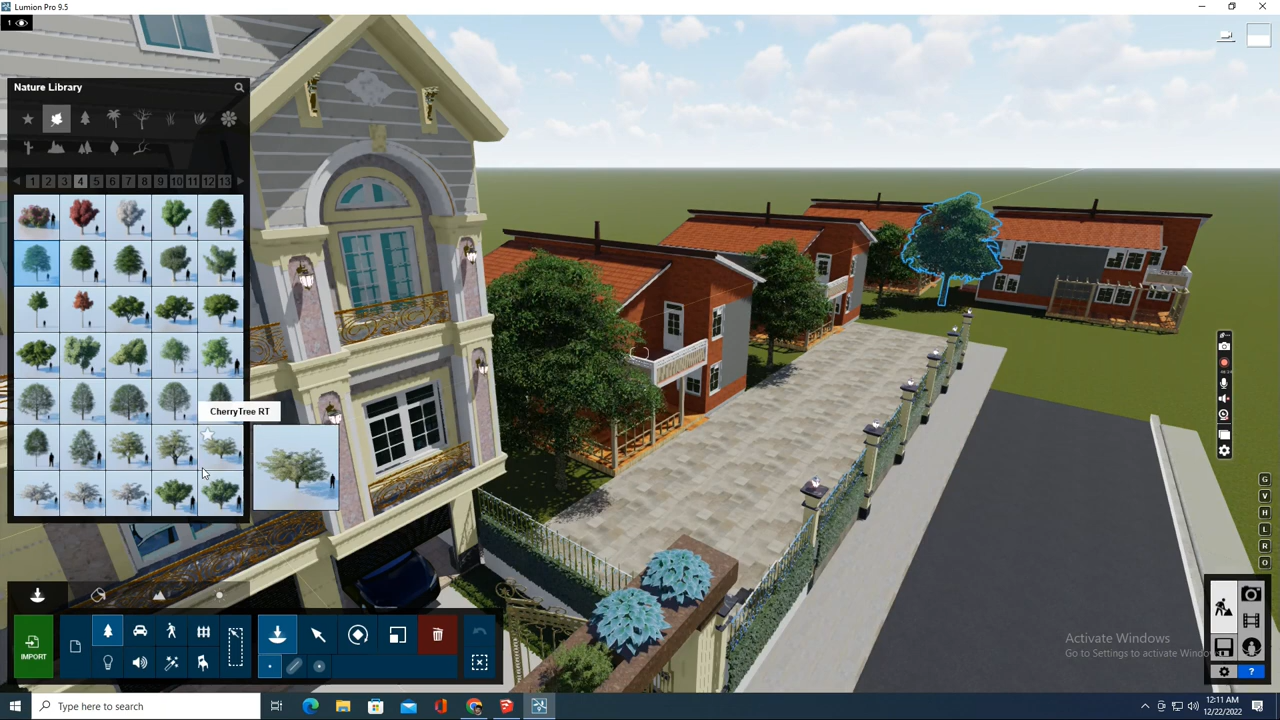 Lumion Pro 9.5
1
Nature Library
1 2 3 4 5 6 7 8 9 10 11 12 13
CherryTree RT
IMPORT
G
V
H
L
R
O
?
Activate Windows
Go to Settings to activate Windows
Type here to search
12:11 AM
12/22/2022